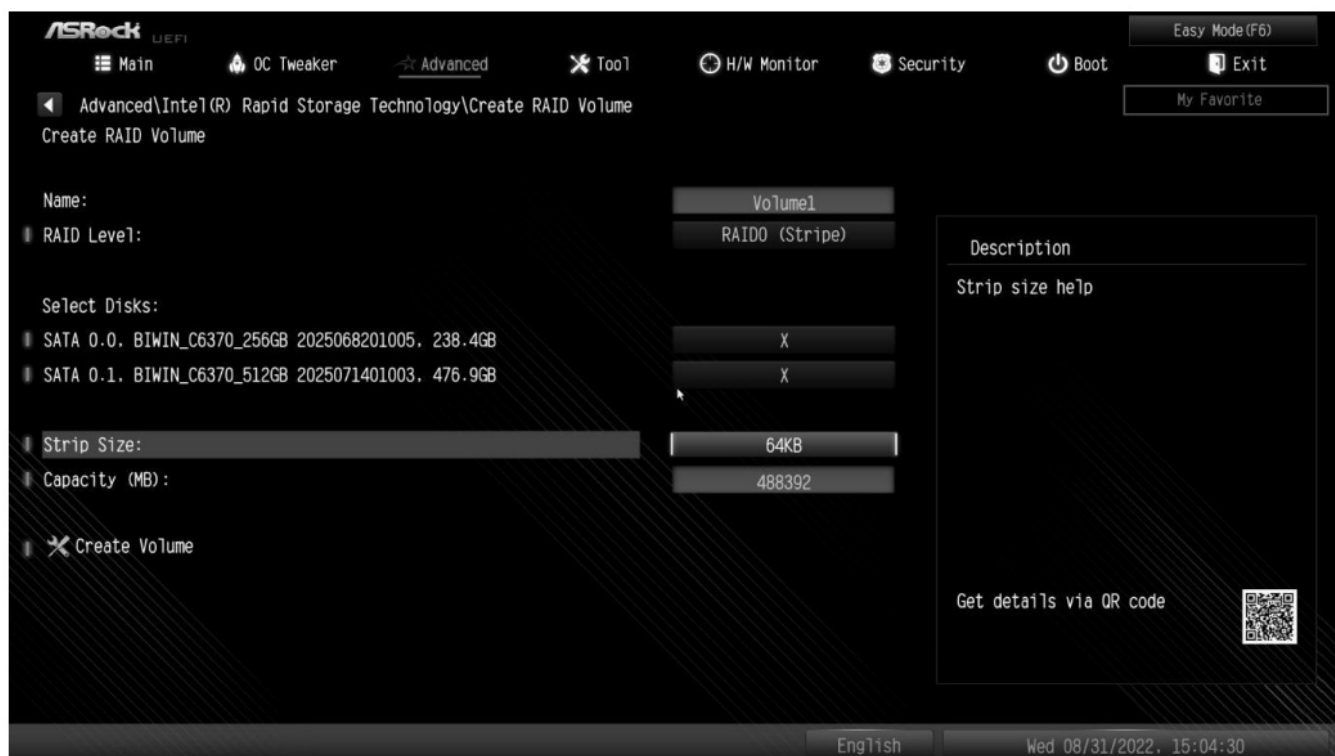 ASRock UEFI
Easy Mode(F6)
Main OC Tweaker Advanced Tool H/W Monitor Security Boot Exit
Advanced\Intel(R) Rapid Storage Technology\Create RAID Volume
My Favorite
Create RAID Volume
Name: Volume1
RAID Level: RAID0 (Stripe)
Description
Strip size help
Select Disks:
SATA 0.0, BIWIN_C6370_256GB 2025068201005, 238.4GB X
SATA 0.1, BIWIN_C6370_512GB 2025071401003, 476.9GB X
Strip Size: 64KB
Capacity (MB): 488392
Create Volume
Get details via QR code
English Wed 08/31/2022, 15:04:30